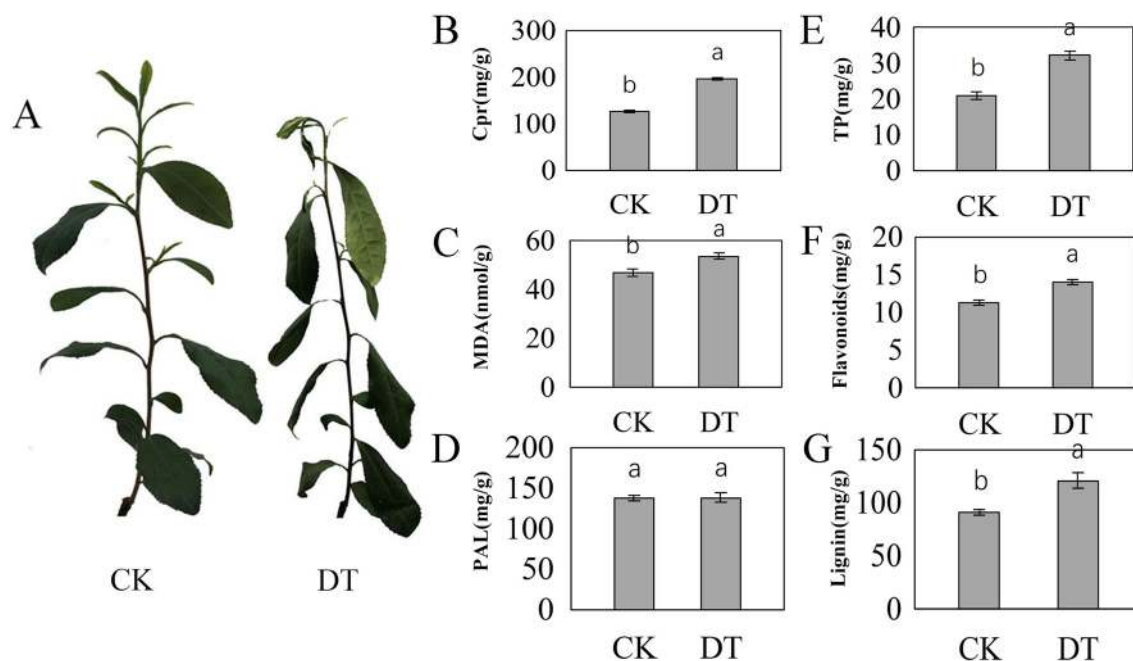 A
CK
DT
B
Cpr(mg/g)
300
200
100
0
b
a
CK
DT
C
MDA(nmol/g)
60
40
20
0
b
a
CK
DT
D
PAL(mg/g)
200
150
100
50
0
a
a
CK
DT
E
TP(mg/g)
40
30
20
10
0
b
a
CK
DT
F
Flavonoids(mg/g)
20
15
10
5
0
b
a
CK
DT
G
Lignin(mg/g)
150
100
50
0
b
a
CK
DT